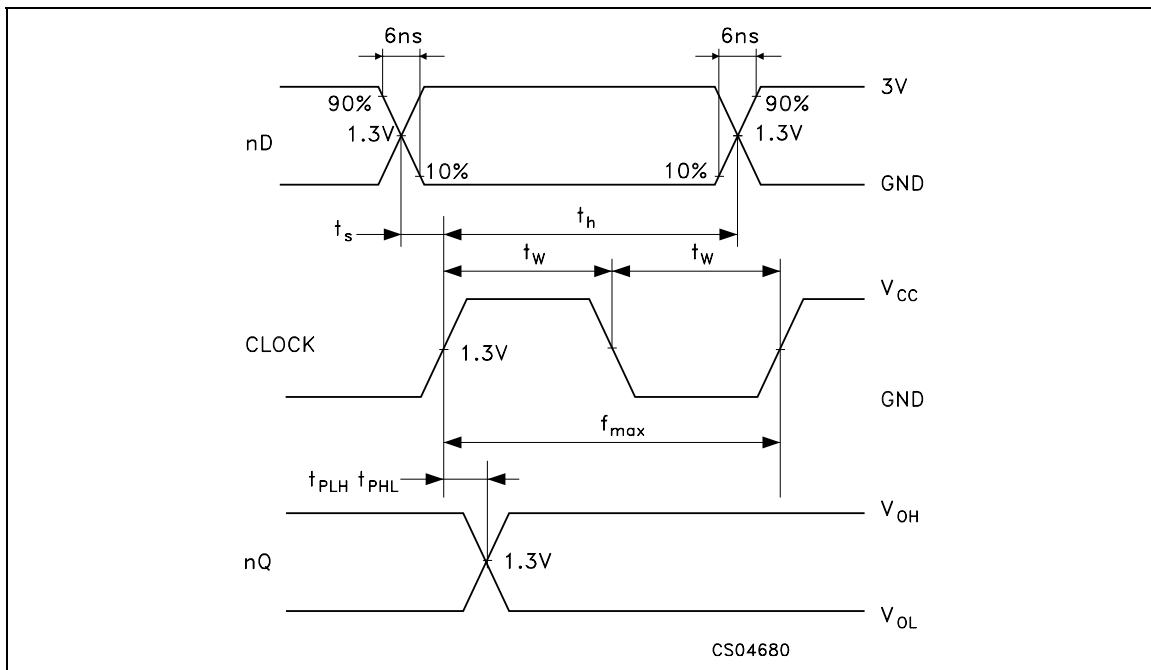 6ns 6ns
3V
90% 90%
nD 1.3V 1.3V
10% 10%
GND
ts th
tW tW
VCC
CLOCK 1.3V
GND
fmax
tPLH tPHL
VOH
nQ 1.3V
VOL
CS04680